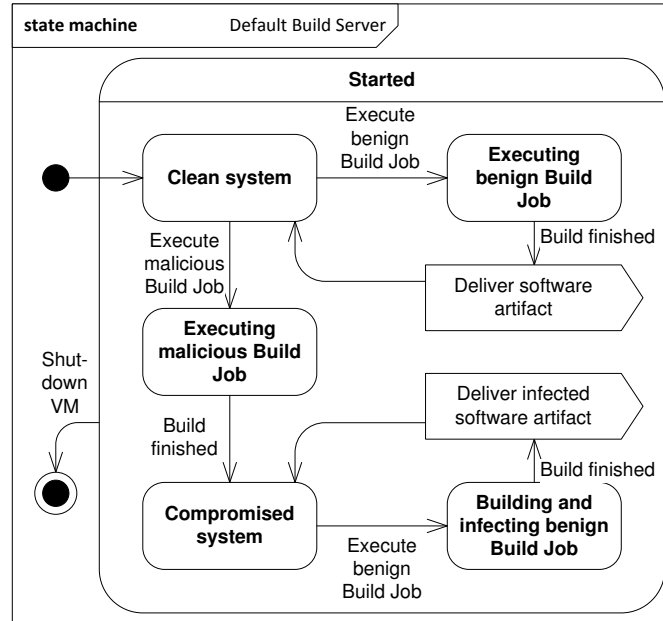 state machine Default Build Server
Started
Execute
benign
Build Job
Clean system
Executing
benign Build
Job
Build finished
Execute
malicious
Build Job
Deliver software
artifact
Executing
malicious Build
Job
Shut-
down
VM
Deliver infected
software artifact
Build
finished
Build finished
Compromised
system
Building and
infecting benign
Build Job
Execute
benign
Build Job